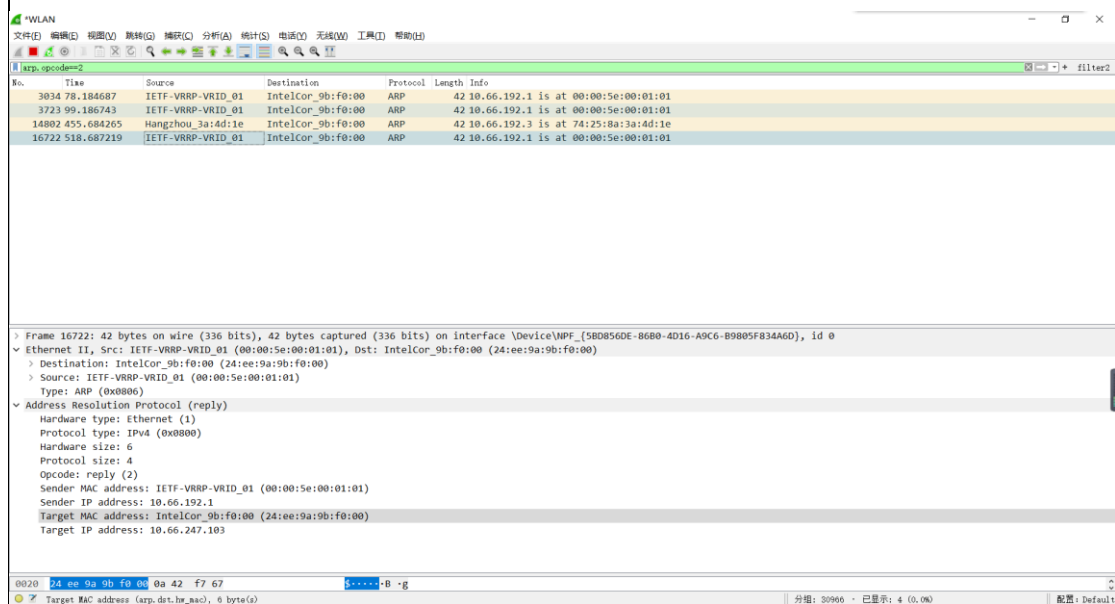 *WLAN
文件(F) 编辑(E) 视图(V) 跳转(G) 捕获(C) 分析(A) 统计(S) 电话(Y) 无线(W) 工具(T) 帮助(H)
arp.opcode==2 + filter2
No. Time Source Destination Protocol Length Info
3034 78.184687 IETF-VRRP-VRID_01 IntelCor_9b:f0:00 ARP 42 10.66.192.1 is at 00:00:5e:00:01:01
3723 99.186743 IETF-VRRP-VRID_01 IntelCor_9b:f0:00 ARP 42 10.66.192.1 is at 00:00:5e:00:01:01
14802 455.684265 Hangzhou_3a:4d:1e IntelCor_9b:f0:00 ARP 42 10.66.192.3 is at 74:25:8a:3a:4d:1e
16722 518.687219 IETF-VRRP-VRID_01 IntelCor_9b:f0:00 ARP 42 10.66.192.1 is at 00:00:5e:00:01:01
Frame 16722: 42 bytes on wire (336 bits), 42 bytes captured (336 bits) on interface \Device\NPF_{5BD856DE-86B0-4D16-A9C6-B9805F834A6D}, id 0
Ethernet II, Src: IETF-VRRP-VRID_01 (00:00:5e:00:01:01), Dst: IntelCor_9b:f0:00 (24:ee:9a:9b:f0:00)
Destination: IntelCor_9b:f0:00 (24:ee:9a:9b:f0:00)
Source: IETF-VRRP-VRID_01 (00:00:5e:00:01:01)
Type: ARP (0x0806)
Address Resolution Protocol (reply)
Hardware type: Ethernet (1)
Protocol type: IPv4 (0x0800)
Hardware size: 6
Protocol size: 4
Opcode: reply (2)
Sender MAC address: IETF-VRRP-VRID_01 (00:00:5e:00:01:01)
Sender IP address: 10.66.192.1
Target MAC address: IntelCor_9b:f0:00 (24:ee:9a:9b:f0:00)
Target IP address: 10.66.247.103
0020 24 ee 9a 9b f0 00 0a 42 f7 67 $·····B·g
Target MAC address (arp.dst.hw_mac), 6 byte(s) 分组: 30966 · 已显示: 4 (0.0%) 配置: Default